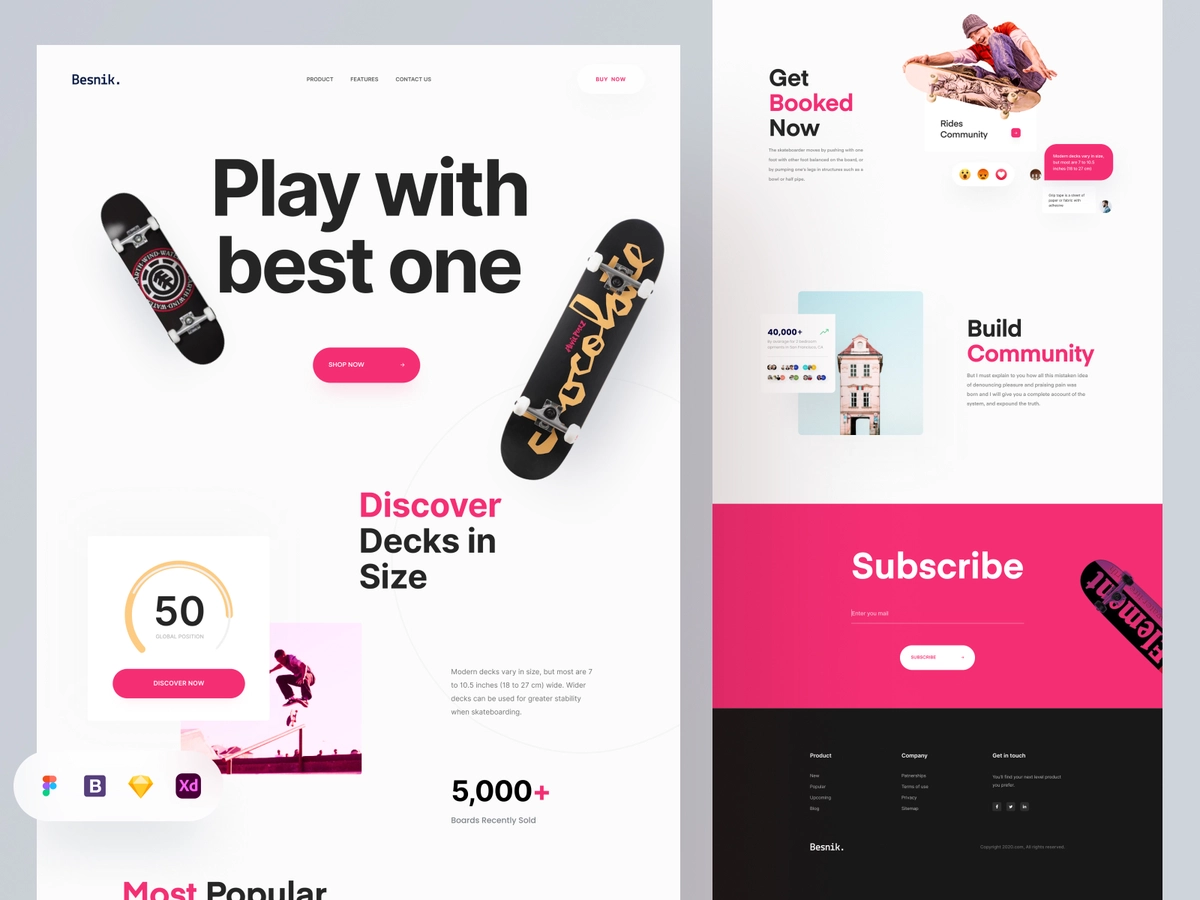 Besnik.
PRODUCT
FEATURES
CONTACT US
BUY NOW
Play with
best one
SHOP NOW
Discover
Decks in
Size
50
GLOBAL POSITION
DISCOVER NOW
Modern decks vary in size, but most are 7
to 10.5 inches (18 to 27 cm) wide. Wider
decks can be used for greater stability
when skateboarding.
B
Xd
5,000+
Boards Recently Sold
Most Popular
Get
Booked
Now
The skateboarder moves by pushing with one
foot with other foot balanced on the board, or
by pumping one's legs in structures such as a
bowl or half pipe.
Rides
Community
Modern decks vary in size,
but most are 7 to 10.5
inches (18 to 27 cm)
Grip tape is a sheet of
paper or fabric with
adhesive
40,000+
Build
Community
But I must explain to you how all this mistaken idea
of denouncing pleasure and praising pain was
born and I will give you a complete account of the
system, and expound the truth.
Subscribe
Enter you mail
SUBSCRIBE
Element
Product
New
Popular
Upcoming
Blog
Company
Partnerships
Terms of use
Privacy
Sitemap
Get in touch
You'll find your next level product
you prefer.
Besnik.
Copyright 2020.com. All rights reserved.